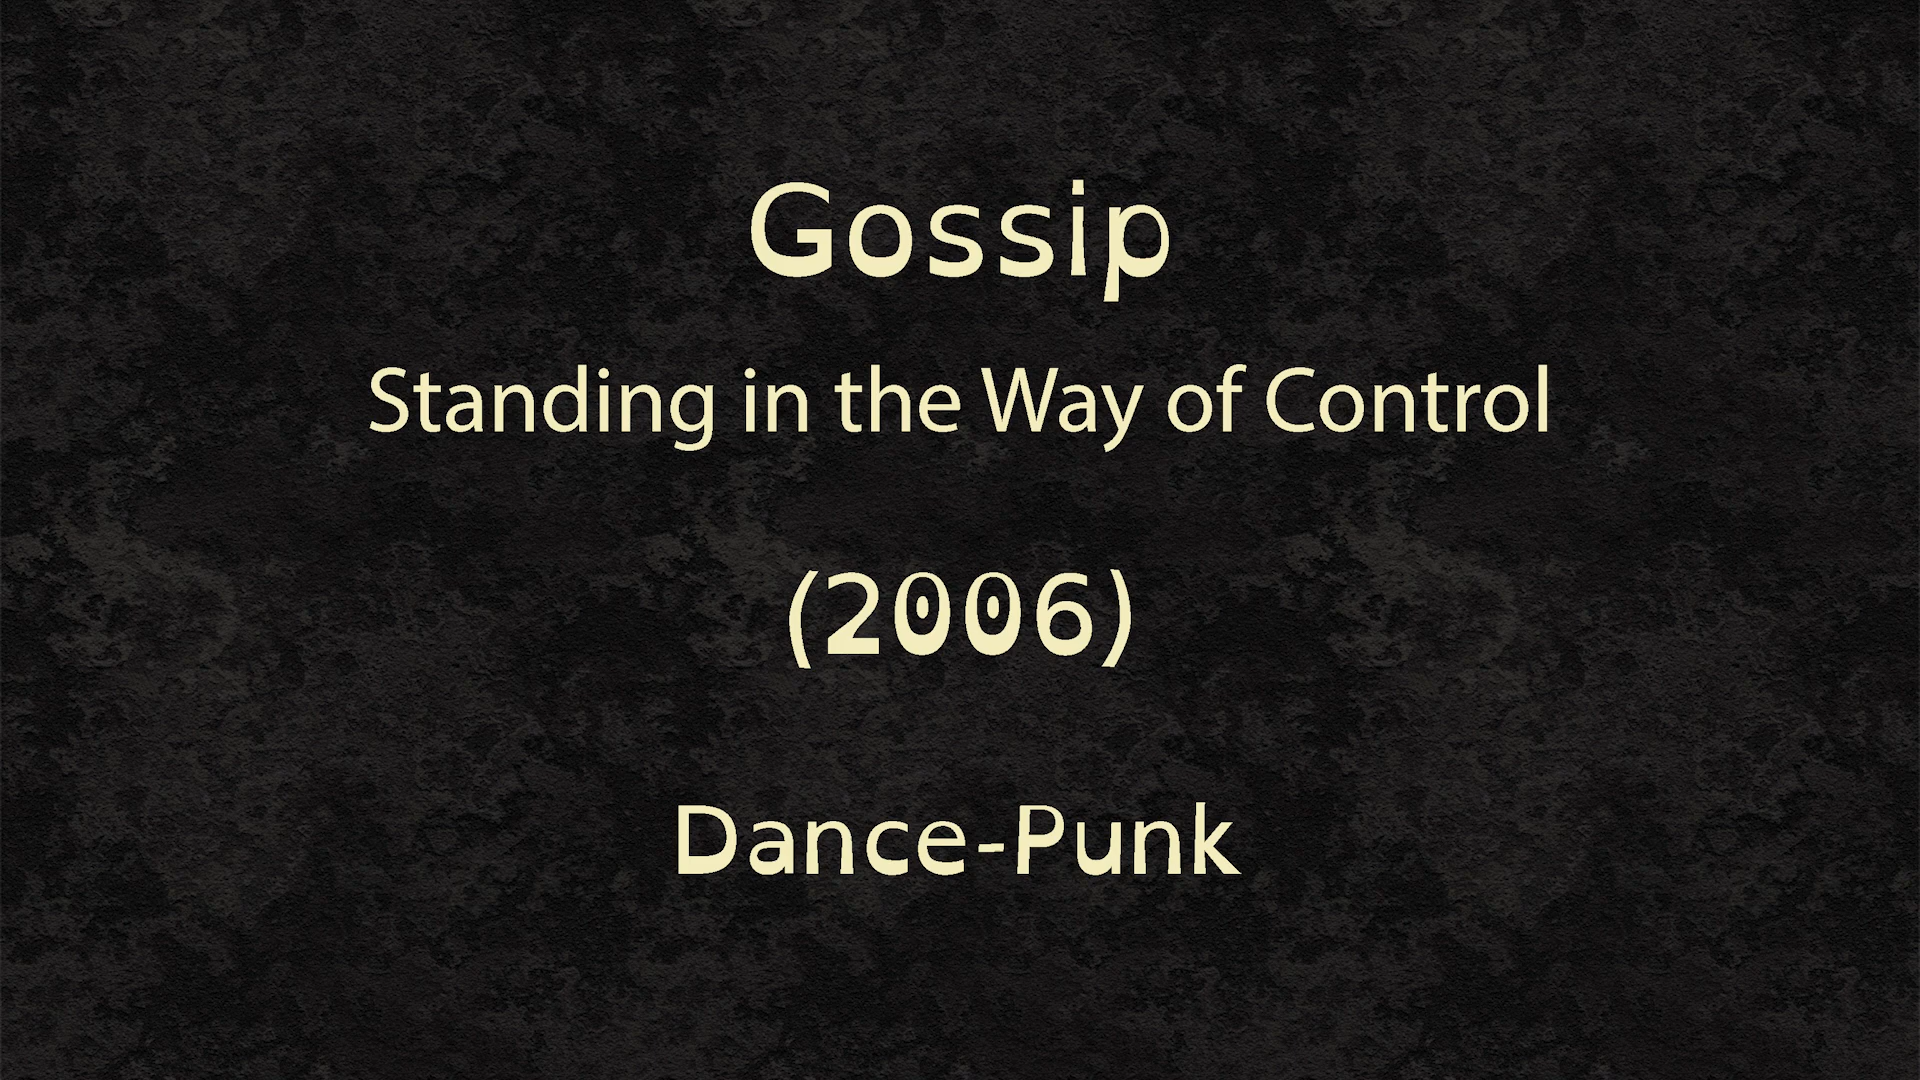 Gossip
Standing in the Way of Control
(2006)
Dance-Punk